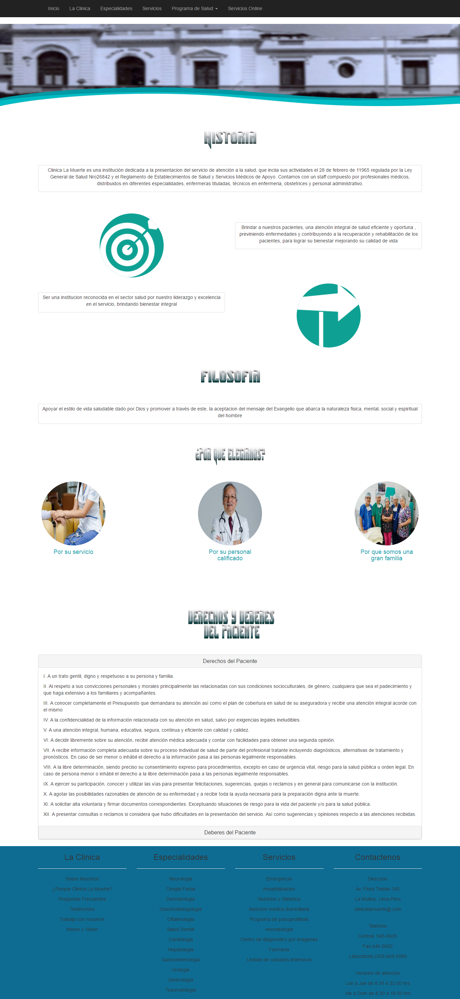 Inicio La Clinica Especialidades Servicios Programa de Salud Servicios Online
HISTORIA
Clinica La Muerte es una institución dedicada a la presentacion del servicio de atención a la salud, que inciia sus actividades el 28 de febrero de 11965 regulada por la Ley
General de Salud Nro26842 y el Reglamento de Establecimientos de Salud y Servicios Médicos de Apoyo. Contamos con un staff compuesto por profesionales médicos,
distribuidos en diferentes especialidades, enfermeras tituladas, técnicos en enfermeria, obstetrices y personal administrativo.
Brindar a nuestros pacientes, una atención integral de salud eficiente y oportuna ,
previniendo enfermedades y contribuyendo a la recuperación y rehabilitación de los
pacientes, para lograr su bienestar mejorando su calidad de vida
Ser una institucion reconocida en el sector salud por nuestro liderazgo y excelencia
en el servicio, brindando bienestar integral
FILOSOFIA
Apoyar el estilo de vida saludable dado por Dios y promover a través de este, la aceptacion del mensaje del Evangelio que abarca la naturaleza fisica, mental, social y espiritual
del hombre
¿POR QUE ELEGIRNOS?
Por su servicio
Por su personal
calificado
Por que somos una
gran familia
DERECHOS Y DEBERES
DEL PACIENTE
Derechos del Paciente
I. A un trato gentil, digno y respetuoso a su persona y familia.
II. Al respeto a sus convicciones personales y morales principalmente las relacionadas con sus condiciones socioculturales, de género, cualquiera que sea el padecimiento y
que haga extensivo a los familiares y acompañantes.
III. A conocer completamente el Presupuesto que demandara su atención así como el plan de cobertura en salud de su aseguradora y recibir una atención integral acorde con
el mismo
IV. A la confidencialidad de la información relacionada con su atención en salud, salvo por exigencias legales ineludibles.
V. A una atención integral, humana, educativa, segura, continua y eficiente con calidad y calidez.
VI. A decidir libremente sobre su atención, recibir atención médica adecuada y contar con facilidades para obtener una segunda opinión.
VII. A recibir información completa adecuada sobre su proceso individual de salud de parte del profesional tratante incluyendo diagnósticos, alternativas de tratamiento y
pronósticos. En caso de ser menor o inhábil el derecho a la información pasa a las personas legalmente responsables.
VIII. A la libre determinación, siendo preciso su consentimiento expreso para procedimientos, excepto en caso de urgencia vital, riesgo para la salud pública u orden legal. En
caso de persona menor o inhábil el derecho a la libre determinación pasa a las personas legalmente responsables.
IX. A ejercer su participación, conocer y utilizar las vías para presentar felicitaciones, sugerencias, quejas o reclamos y en general para comunicarse con la institución.
X. A agotar las posibilidades razonables de atención de su enfermedad y a recibir toda la ayuda necesaria para la preparación digna ante la muerte.
XI. A solicitar alta voluntaria y firmar documentos correspondientes. Exceptuando situaciones de riesgo para la vida del paciente y/o para la salud pública.
XII. A presentar consultas o reclamos si considera que hubo dificultades en la presentación del servicio. Así como sugerencias y opiniones respecto a las atenciones recibidas.
Deberes del Paciente
La Clinica
Sobre Nosotros
¿Porque Clinica La Muerte?
Preguntas Frecuentes
Testimonios
Trabaja con nosotros
Mision y Vision
Especialidades
Neurologia
Cirugia Facial
Dermatologia
Otorrinolaringologia
Oftalmologia
Salud Dental
Cardiologia
Hepatologia
Gastroenterologia
Urologia
Ginecologia
Traumatologia
Servicios
Emergencia
Hospitalizacion
Nutricion y Dietetica
Atencion medica domiciliaria
Programa de psicoprofilaxis
neonatologia
Centro de diagnostico por imagenes
Farmacia
Unidad de cuidados intensivos
Contactenos
Direccion
Av. Flora Tristan 343
La Molina, Lima-Peru
clinicalamuerte@.com
Telefono
Central: 545-6605
Fax:446-5620
Laboratorio:(502)405-6589
Horarios de atencion
Lun a Jue de 8:30 a 22:00 hrs
Vie a Dom de 8:30 a 18:00 hrs